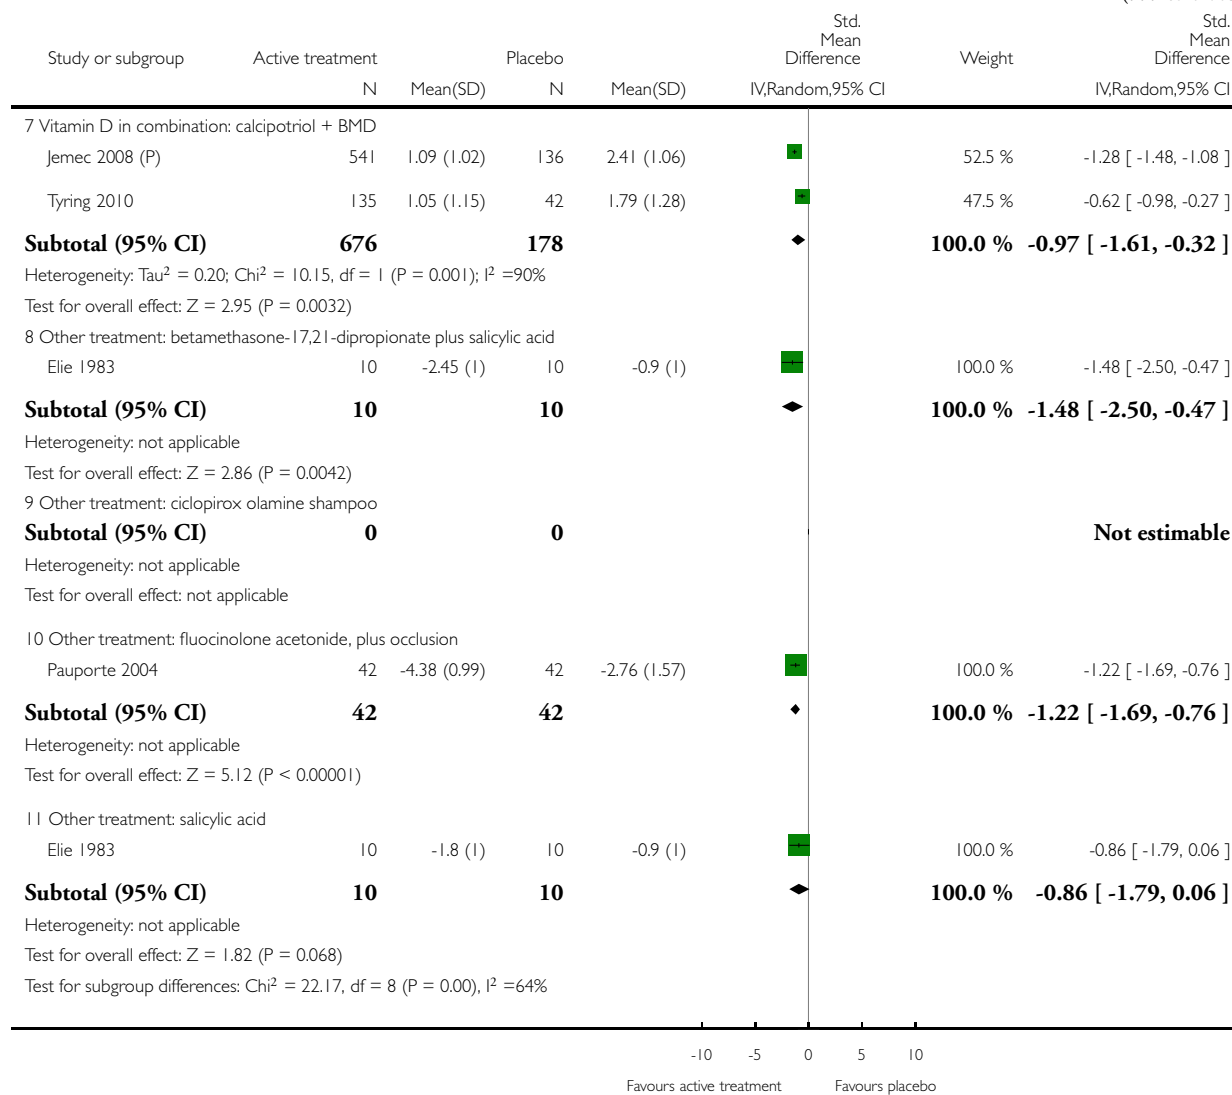 Std.
Mean
Difference
Std.
Mean
Difference
Study or subgroup Active treatment Placebo Weight
N Mean(SD) N Mean(SD) IV,Random,95% CI IV,Random,95% CI
7 Vitamin D in combination: calcipotriol + BMD
Jemec 2008 (P) 541 1.09 (1.02) 136 2.41 (1.06) 52.5 % -1.28 [ -1.48, -1.08 ]
Tyring 2010 135 1.05 (1.15) 42 1.79 (1.28) 47.5 % -0.62 [ -0.98, -0.27 ]
Subtotal (95% CI) 676 178 100.0 % -0.97 [ -1.61, -0.32 ]
Heterogeneity: Tau² = 0.20; Chi² = 10.15, df = 1 (P = 0.001); I² =90%
Test for overall effect: Z = 2.95 (P = 0.0032)
8 Other treatment: betamethasone-17,21-dipropionate plus salicylic acid
Elie 1983 10 -2.45 (1) 10 -0.9 (1) 100.0 % -1.48 [ -2.50, -0.47 ]
Subtotal (95% CI) 10 10 100.0 % -1.48 [ -2.50, -0.47 ]
Heterogeneity: not applicable
Test for overall effect: Z = 2.86 (P = 0.0042)
9 Other treatment: ciclopirox olamine shampoo
Subtotal (95% CI) 0 0 Not estimable
Heterogeneity: not applicable
Test for overall effect: not applicable
10 Other treatment: fluocinolone acetonide, plus occlusion
Pauporte 2004 42 -4.38 (0.99) 42 -2.76 (1.57) 100.0 % -1.22 [ -1.69, -0.76 ]
Subtotal (95% CI) 42 42 100.0 % -1.22 [ -1.69, -0.76 ]
Heterogeneity: not applicable
Test for overall effect: Z = 5.12 (P < 0.00001)
11 Other treatment: salicylic acid
Elie 1983 10 -1.8 (1) 10 -0.9 (1) 100.0 % -0.86 [ -1.79, 0.06 ]
Subtotal (95% CI) 10 10 100.0 % -0.86 [ -1.79, 0.06 ]
Heterogeneity: not applicable
Test for overall effect: Z = 1.82 (P = 0.068)
Test for subgroup differences: Chi² = 22.17, df = 8 (P = 0.00), I² =64%
-10 -5 0 5 10
Favours active treatment Favours placebo